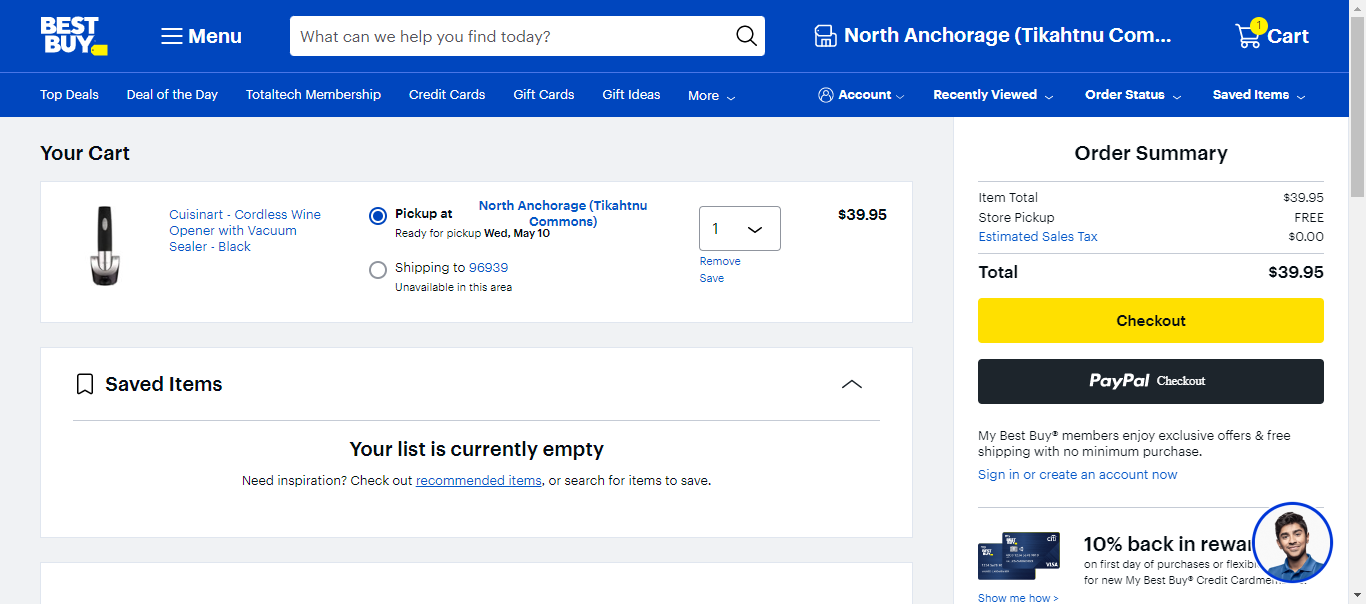 BEST BUY
Menu
What can we help you find today?
North Anchorage (Tikahtnu Com...
1
Cart
Top Deals
Deal of the Day
Totaltech Membership
Credit Cards
Gift Cards
Gift Ideas
More
Account
Recently Viewed
Order Status
Saved Items
Your Cart
Cuisinart - Cordless Wine
Opener with Vacuum
Sealer - Black
Pickup at North Anchorage (Tikahtnu
Commons)
Ready for pickup Wed, May 10
Shipping to 96939
Unavailable in this area
1
Remove
Save
$39.95
Saved Items
Your list is currently empty
Need inspiration? Check out recommended items, or search for items to save.
Order Summary
Item Total $39.95
Store Pickup FREE
Estimated Sales Tax $0.00
Total $39.95
Checkout
PayPal Checkout
My Best Buy® members enjoy exclusive offers & free
shipping with no minimum purchase.
Sign in or create an account now
BEST BUY
citi
VISA
10% back in rewar
on first day of purchases or flexibl
for new My Best Buy® Credit Cardmem
Show me how >